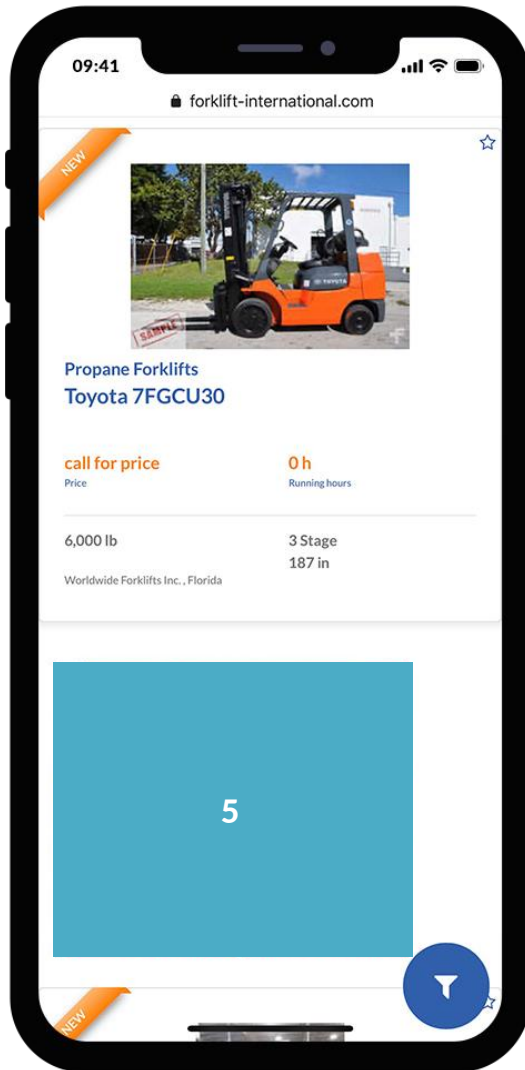 09:41
forklift-international.com
NEW
SAMPLE
TOYOTA
Propane Forklifts
Toyota 7FGCU30
call for price
0 h
Price
Running hours
6,000 lb
3 Stage
187 in
Worldwide Forklifts Inc. , Florida
5
NEW